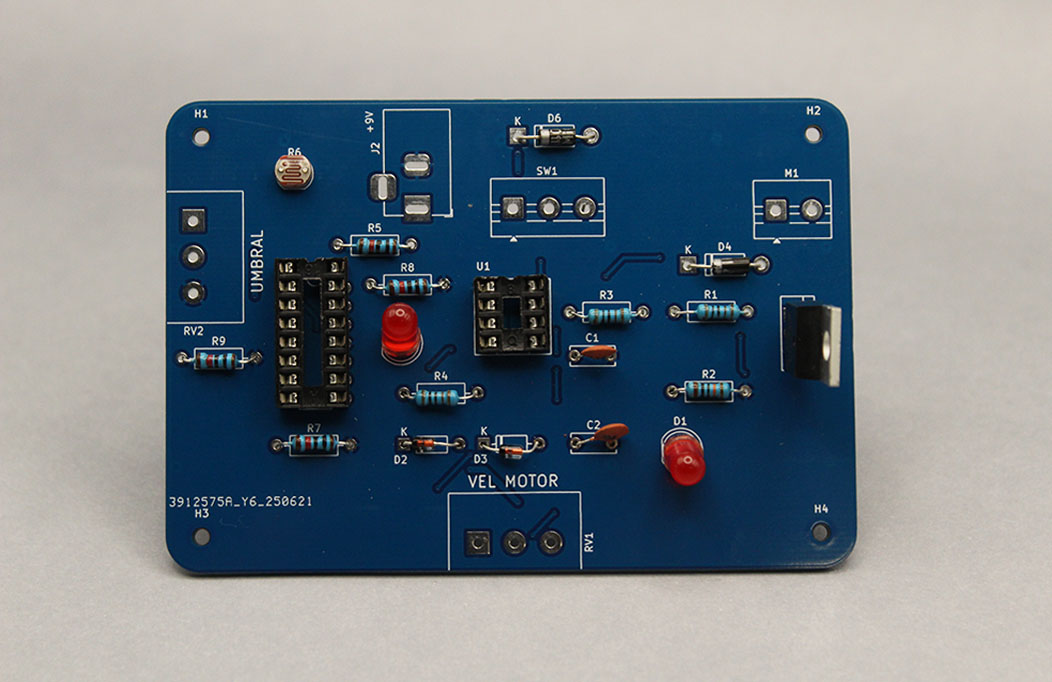 H1
H2
+9V
J2
K
D6
R6
SW1
M1
R5
UMBRAL
K
D4
R8
U1
R3
R1
RV2
R9
C1
R4
R2
R7
K
D2
K
D3
C2
D1
VEL MOTOR
3912575A_Y6_250621
H3
H4
RV1